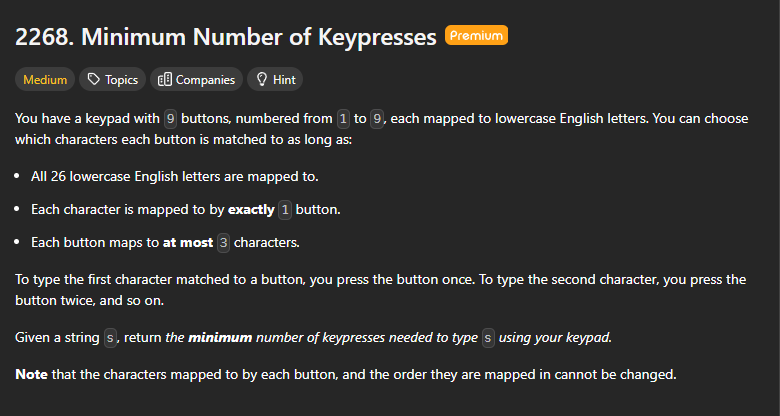 2268. Minimum Number of Keypresses Premium
Medium Topics Companies Hint
You have a keypad with 9 buttons, numbered from 1 to 9, each mapped to lowercase English letters. You can choose
which characters each button is matched to as long as:
• All 26 lowercase English letters are mapped to.
• Each character is mapped to by exactly 1 button.
• Each button maps to at most 3 characters.
To type the first character matched to a button, you press the button once. To type the second character, you press the
button twice, and so on.
Given a string s, return the minimum number of keypresses needed to type s using your keypad.
Note that the characters mapped to by each button, and the order they are mapped in cannot be changed.